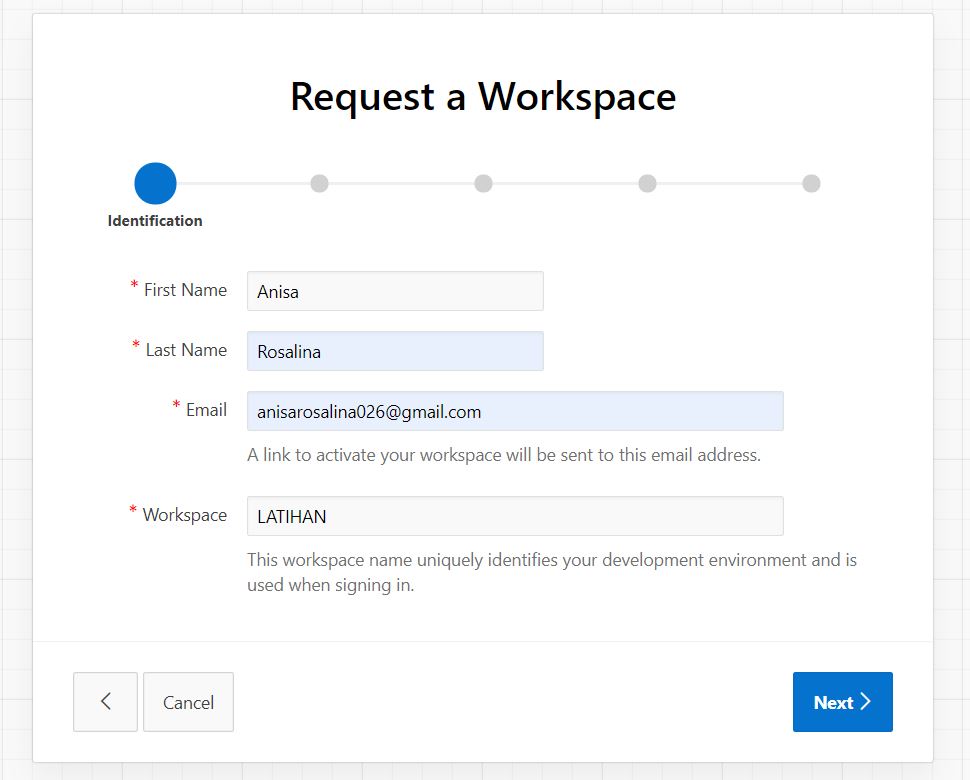 Request a Workspace
Identification
* First Name
Anisa
* Last Name
Rosalina
* Email
anisarosalina026@gmail.com
A link to activate your workspace will be sent to this email address.
* Workspace
LATIHAN
This workspace name uniquely identifies your development environment and is
used when signing in.
Cancel
Next